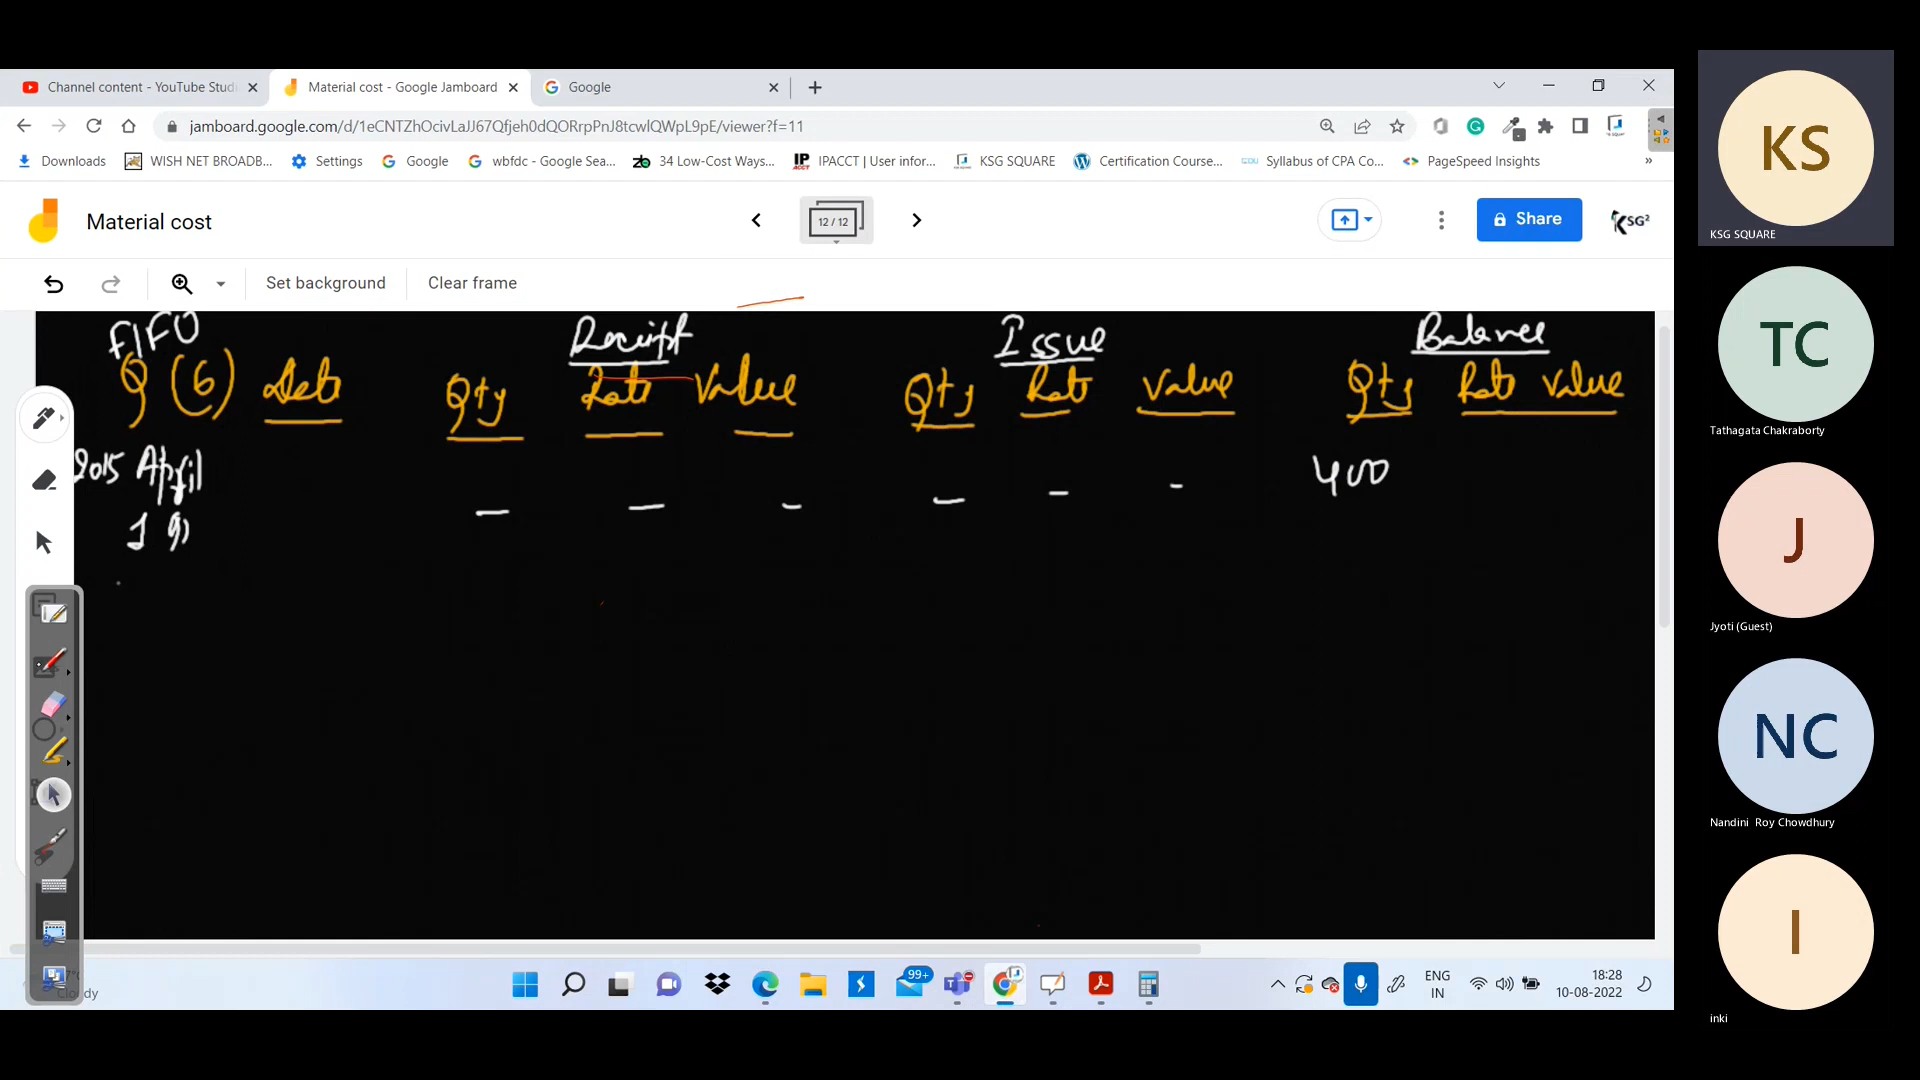 Channel content - YouTube Studi
Material cost - Google Jamboard
Google
jamboard.google.com/d/1eCNTZhOcivLaJJ67Qfjeh0dQORrpPnJ8tcwlQWpL9pE/viewer?f=11
Downloads
WISH NET BROADB...
Settings
Google
wbfdc - Google Sea...
34 Low-Cost Ways...
IPACCT | User infor...
KSG SQUARE
Certification Course...
Syllabus of CPA Co...
PageSpeed Insights
»
Material cost
12 / 12
Share
KSG²
Set background
Clear frame
FIFO
Receipt
Issue
Balance
Q (6) Date
Qty Rate Value
Qty Rate Value
Qty Rate Value
2015 April
400
1
Cloudy
99+
ENG
IN
18:28
10-08-2022
KS
KSG SQUARE
TC
Tathagata Chakraborty
J
Jyoti (Guest)
NC
Nandini Roy Chowdhury
I
inki